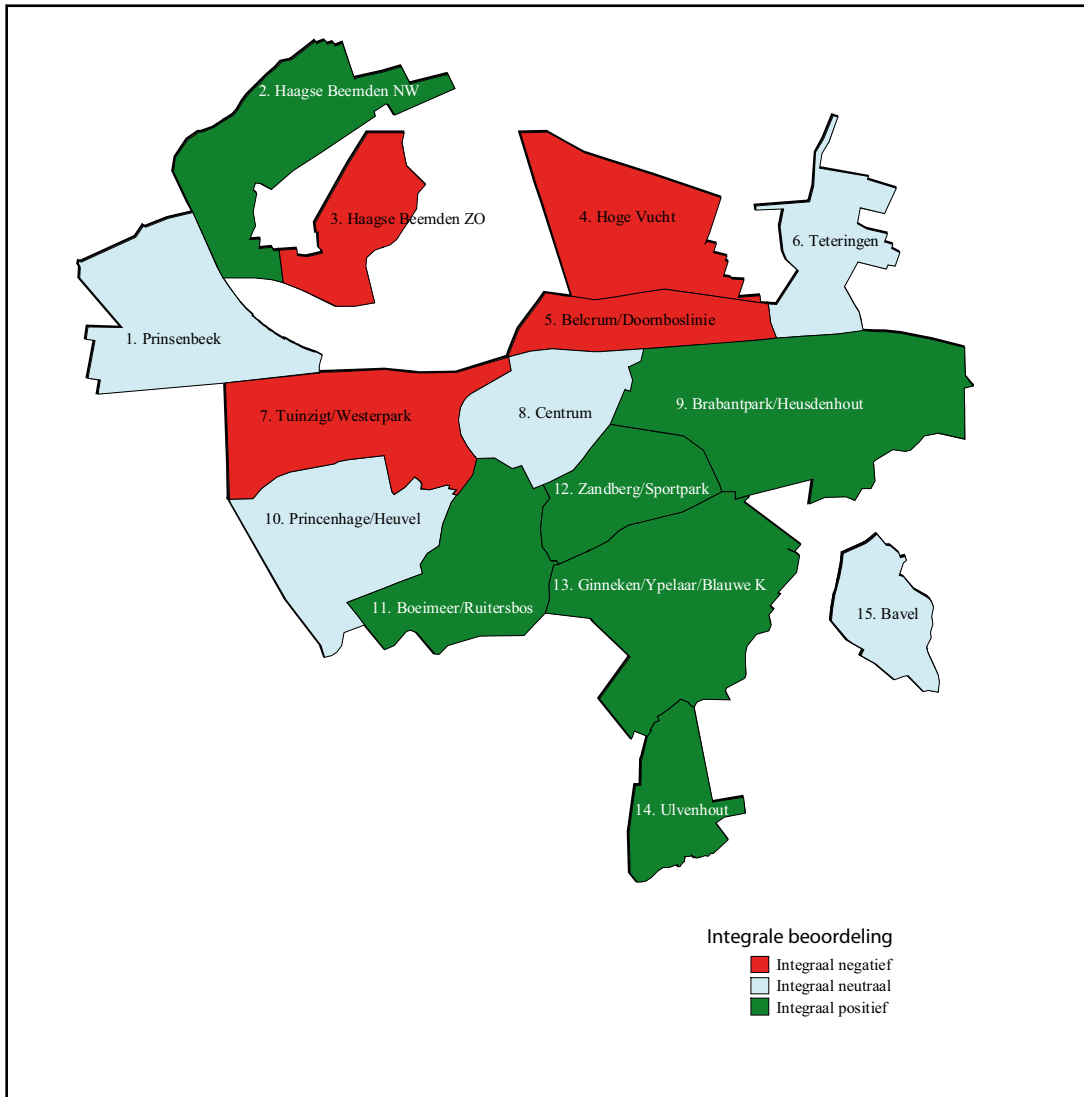 2. Haagse Beemden NW
3. Haagse Beemden ZO
4. Hoge Vucht
6. Teteringen
5. Belcrum/Doornboslinie
1. Prinsenbeek
7. Tuinzigt/Westerpark
8. Centrum
9. Brabantpark/Heusdenhout
12. Zandberg/Sportpark
10. Princenhage/Heuvel
13. Ginneken/Ypelaar/Blauwe K
11. Boeimeer/Ruitersbos
15. Bavel
14. Ulvenhout
Integrale beoordeling
Integraal negatief
Integraal neutraal
Integraal positief